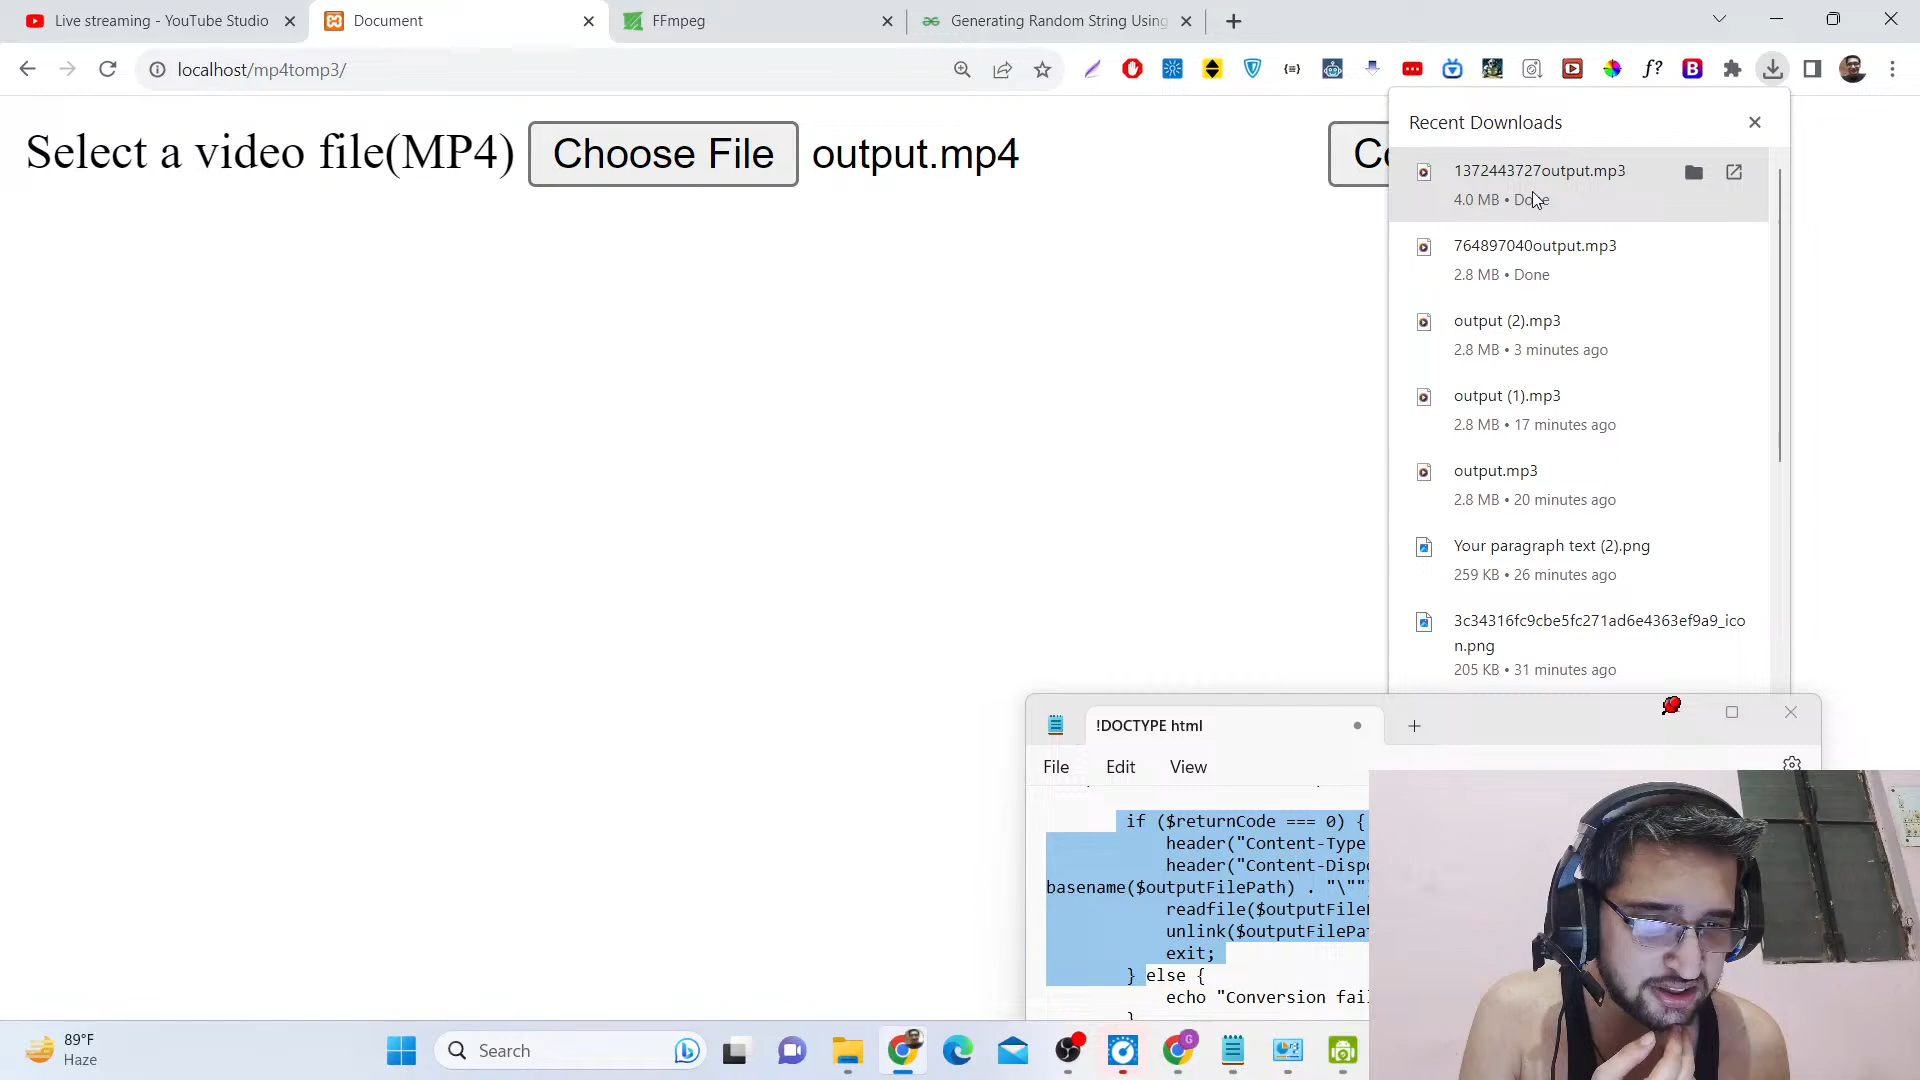 Live streaming - YouTube Studio
Document
FFmpeg
Generating Random String Using
localhost/mp4tomp3/
Select a video file(MP4) Choose File output.mp4
Recent Downloads
1372443727output.mp3
4.0 MB • Done
764897040output.mp3
2.8 MB • Done
output (2).mp3
2.8 MB • 3 minutes ago
output (1).mp3
2.8 MB • 17 minutes ago
output.mp3
2.8 MB • 20 minutes ago
Your paragraph text (2).png
259 KB • 26 minutes ago
3c34316fc9cbe5fc271ad6e4363ef9a9_ico
n.png
205 KB • 31 minutes ago
!DOCTYPE html
File Edit View
if ($returnCode === 0) {
header("Content-Type
header("Content-Disp
basename($outputFilePath) . "\""
readfile($outputFile
unlink($outputFilePa
exit;
} else {
echo "Conversion fai
}
89°F
Haze
Search